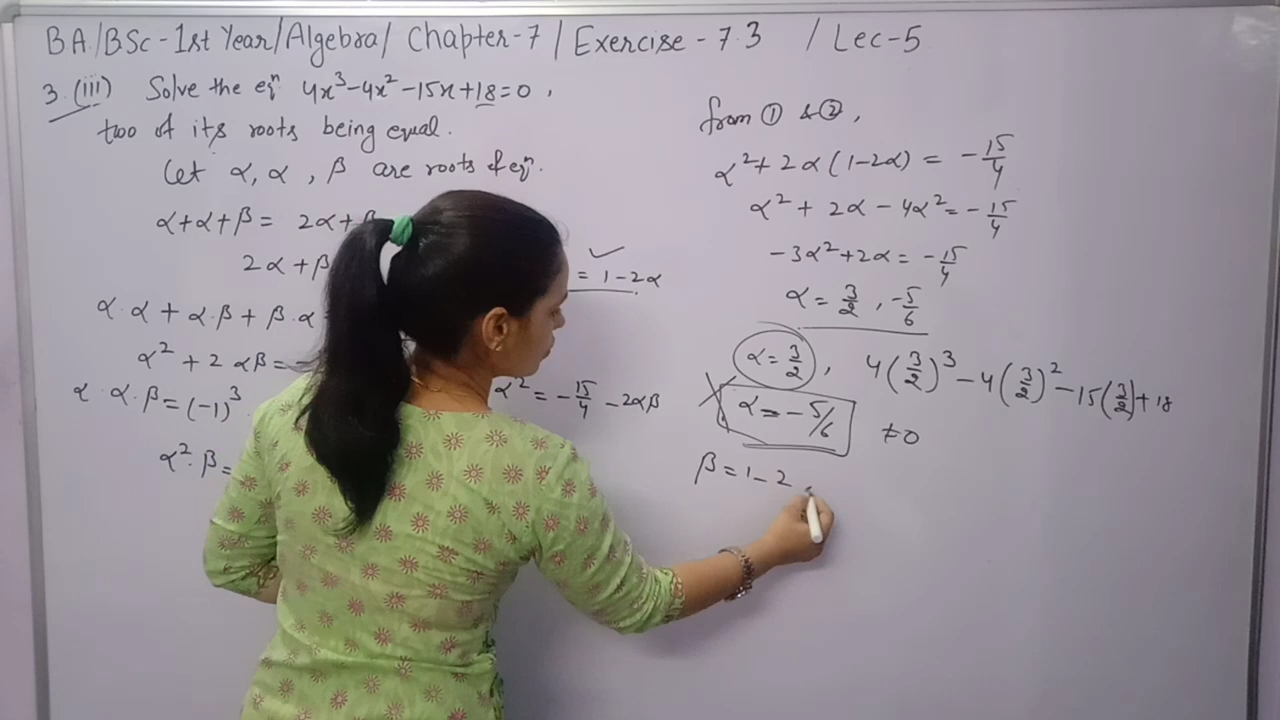 BA/BSc - 1st Year/Algebra/ Chapter-7 / Exercise - 7.3 / Lec-5
3. (iii) Solve the eqⁿ 4x³-4x²-15x+18=0,
two of its roots being equal.
Let α, α, β are roots of eqⁿ.
α+α+β= 2α+β
2α+β = 1-2α
α·α + α·β + β·α
α² + 2αβ = -
α² = -15/4 -2αβ
α·α·β = (-1)³
α²·β =
from ① & ②,
α²+2α(1-2α) = -15/4
α²+2α-4α² = -15/4
-3α²+2α = -15/4
α = 3/2, -5/6
α=3/2, 4(3/2)³-4(3/2)²-15(3/2)+18
α=-5/6 ≠0
β=1-2